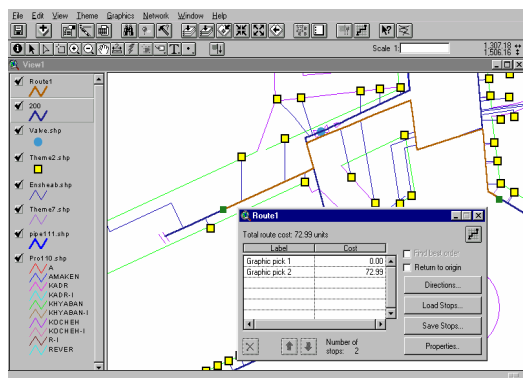 File Edit View Theme Graphics Network Window Help
Scale 1:
1,307.18
1,506.16
View1
Route1
200
Valve.shp
Theme2.shp
Ensheab.shp
Theme7.shp
pipe111.shp
Pro110.shp
A
AMAKEN
KADR
KADR-I
KHYABAN
KHYABAN-I
KOCHEH
KOCHEH-I
R-I
REVER
Route1
Total route cost: 72.99 units
Label Cost
Graphic pick 1 0.00
Graphic pick 2 72.99
Number of
stops: 2
Find best order
Return to origin
Directions...
Load Stops...
Save Stops...
Properties..